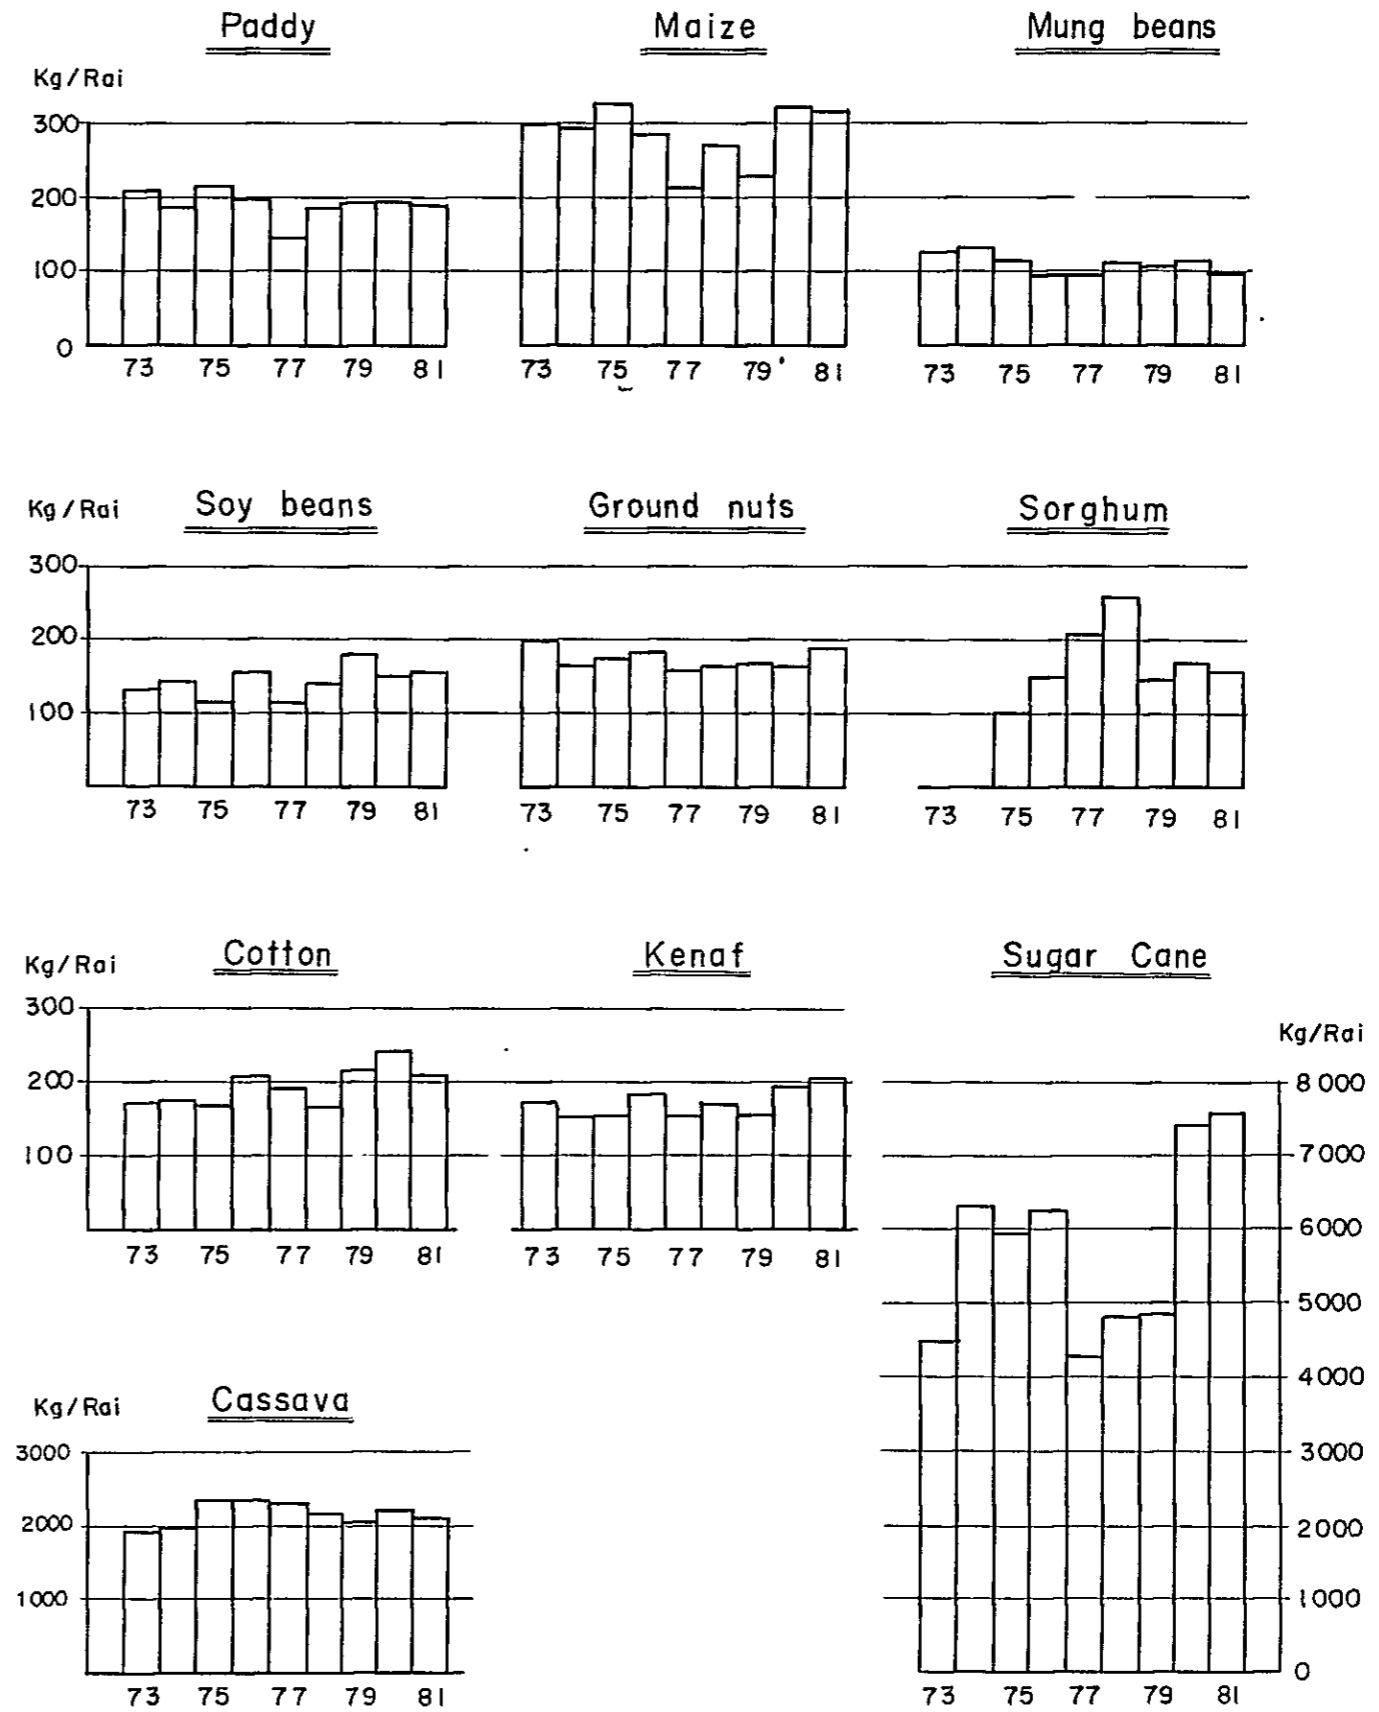 Paddy Maize Mung beans
Kg/Rai
300
200
100
0
73 75 77 79 81 73 75 77 79 81 73 75 77 79 81
Kg/Rai Soy beans Ground nuts Sorghum
300
200
100
73 75 77 79 81 73 75 77 79 81 73 75 77 79 81
Kg/Rai Cotton Kenaf Sugar Cane
300
Kg/Rai
200 8000
100 7000
6000
73 75 77 79 81 73 75 77 79 81
5000
4000
Kg/Rai Cassava
3000 3000
2000 2000
1000 1000
0
73 75 77 79 81 73 75 77 79 81